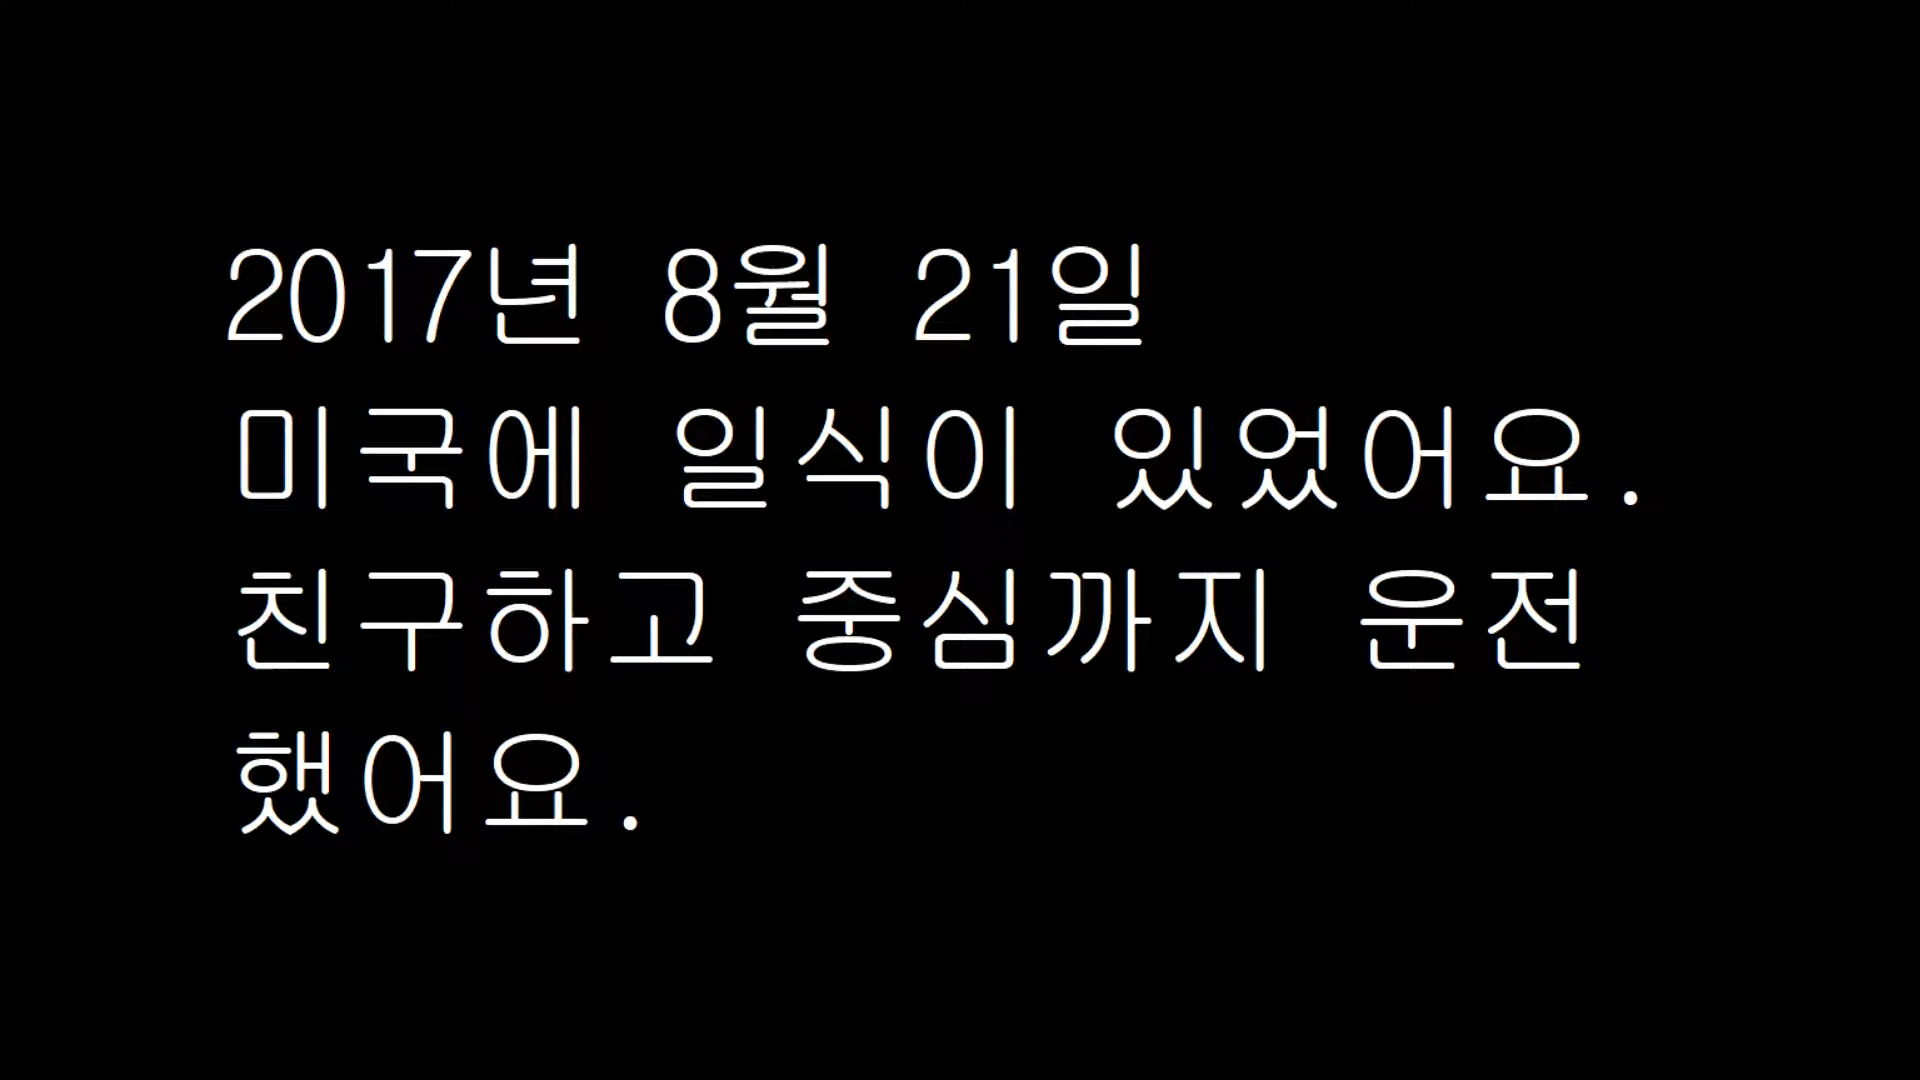 2017년 8월 21일
미국에 일식이 있었어요.
친구하고 중심까지 운전
했어요.